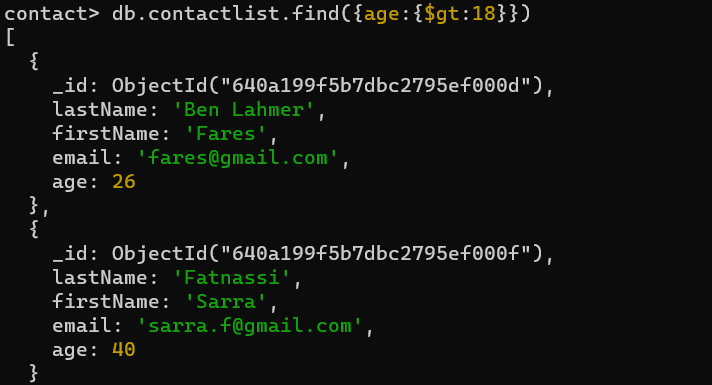 contact> db.contactlist.find({age:{$gt:18}})
[
  {
    _id: ObjectId("640a199f5b7dbc2795ef000d"),
    lastName: 'Ben Lahmer',
    firstName: 'Fares',
    email: 'fares@gmail.com',
    age: 26
  },
  {
    _id: ObjectId("640a199f5b7dbc2795ef000f"),
    lastName: 'Fatnassi',
    firstName: 'Sarra',
    email: 'sarra.f@gmail.com',
    age: 40
  }